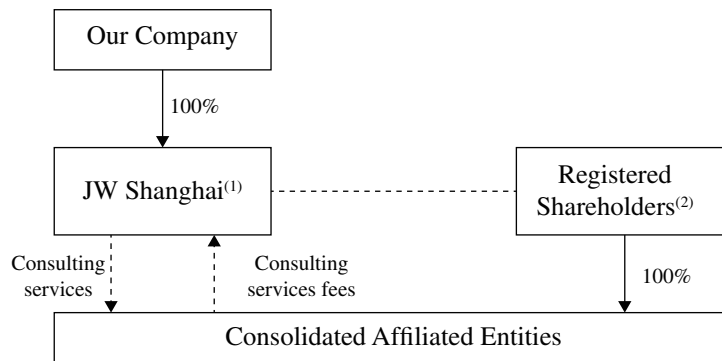 Our Company
100%
JW Shanghai(1)
Registered
Shareholders(2)
Consulting
services
Consulting
services fees
100%
Consolidated Affiliated Entities